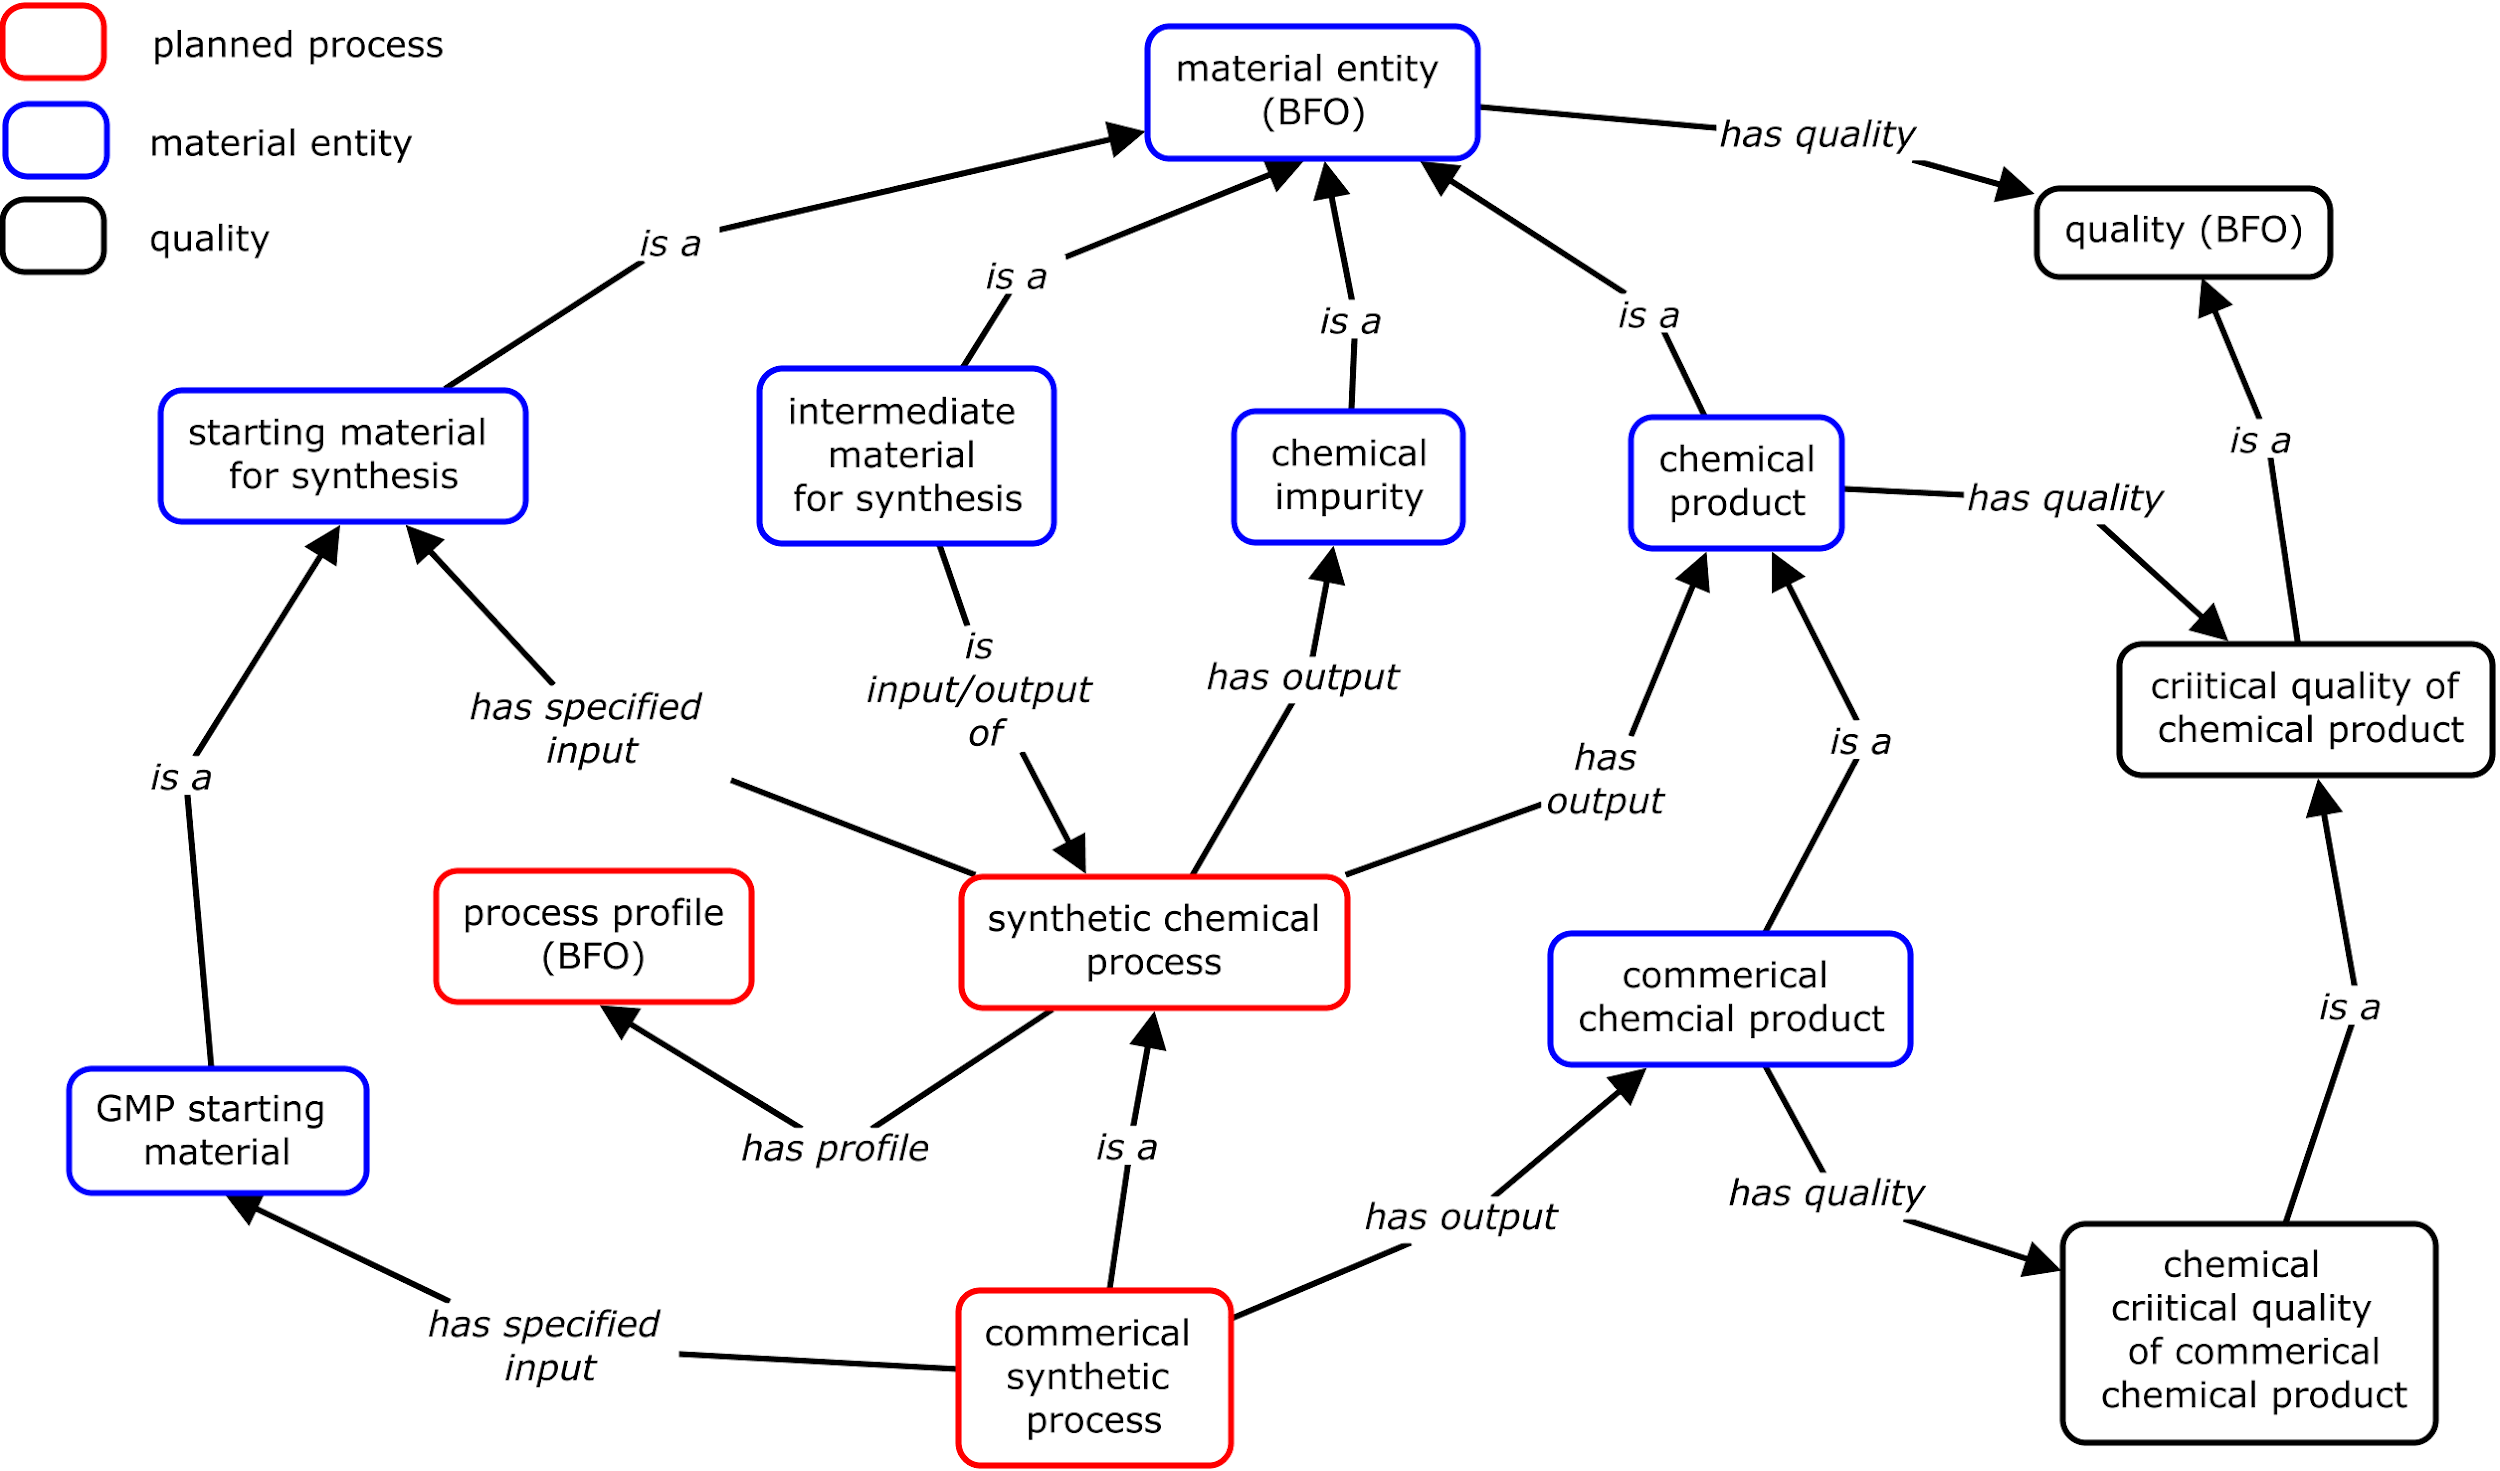 planned process
material entity
quality
material entity
(BFO)
has quality
quality (BFO)
is a
is a
is a
is a
is a
starting material
for synthesis
intermediate
material
for synthesis
chemical
impurity
chemical
product
has quality
has specified
input
is
input/output
of
has output
has
output
is a
criitical quality of
chemical product
is a
process profile
(BFO)
synthetic chemical
process
commerical
chemcial product
is a
GMP starting
material
has profile
is a
has output
has quality
has specified
input
commerical
synthetic
process
chemical
criitical quality
of commerical
chemical product